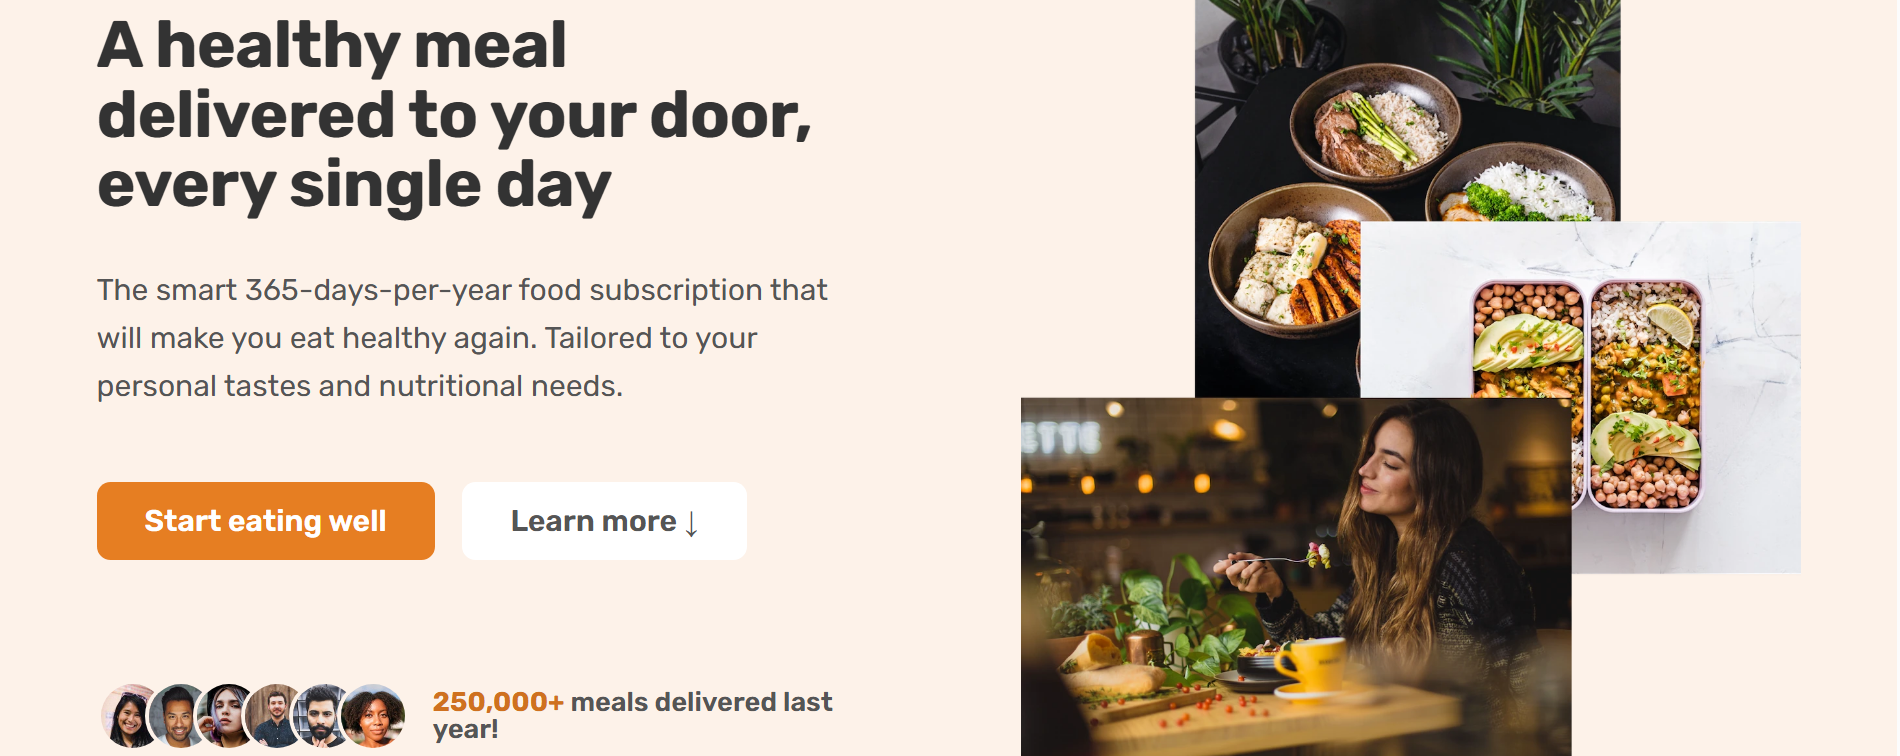 A healthy meal
delivered to your door,
every single day
The smart 365-days-per-year food subscription that
will make you eat healthy again. Tailored to your
personal tastes and nutritional needs.
Start eating well
Learn more ↓
250,000+ meals delivered last
year!
ETTE